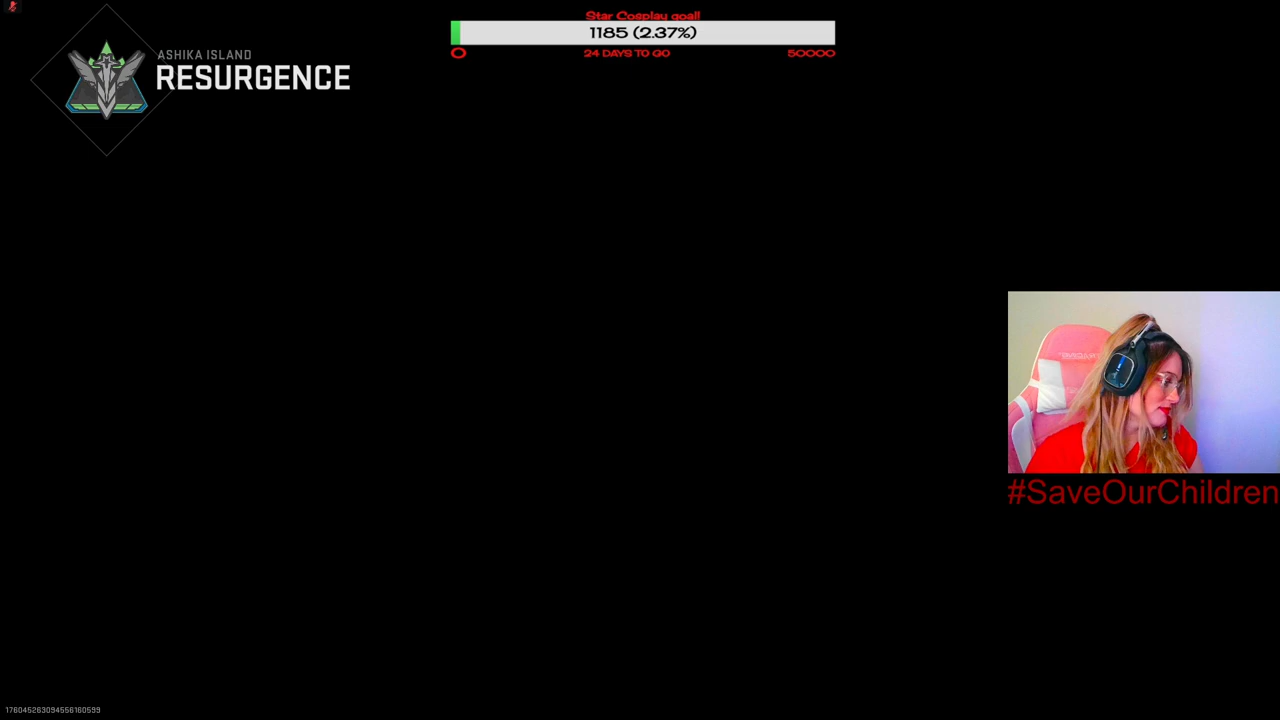 Star Cosplay goal!
1185 (2.37%)
0 24 DAYS TO GO 50000
ASHIKA ISLAND
RESURGENCE
#SaveOurChildren